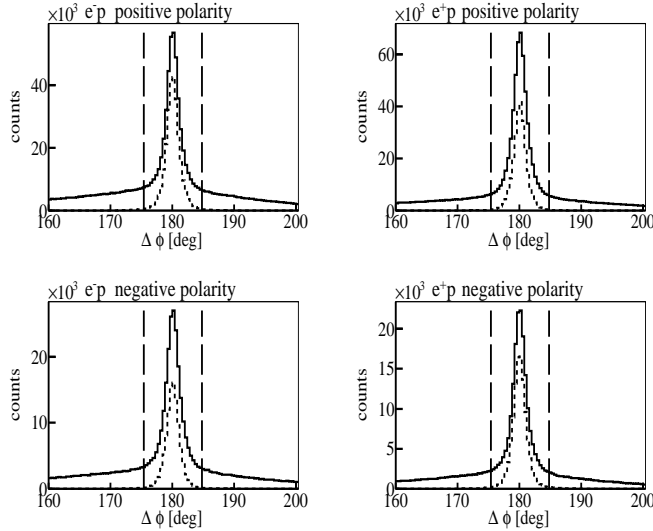 ×10³ e⁻p positive polarity
counts
40
20
0
160 170 180 190 200
Δ ϕ [deg]
×10³ e⁺p positive polarity
counts
60
40
20
0
160 170 180 190 200
Δ ϕ [deg]
×10³ e⁻p negative polarity
counts
20
10
0
160 170 180 190 200
Δ ϕ [deg]
×10³ e⁺p negative polarity
counts
20
15
10
5
0
160 170 180 190 200
Δ ϕ [deg]